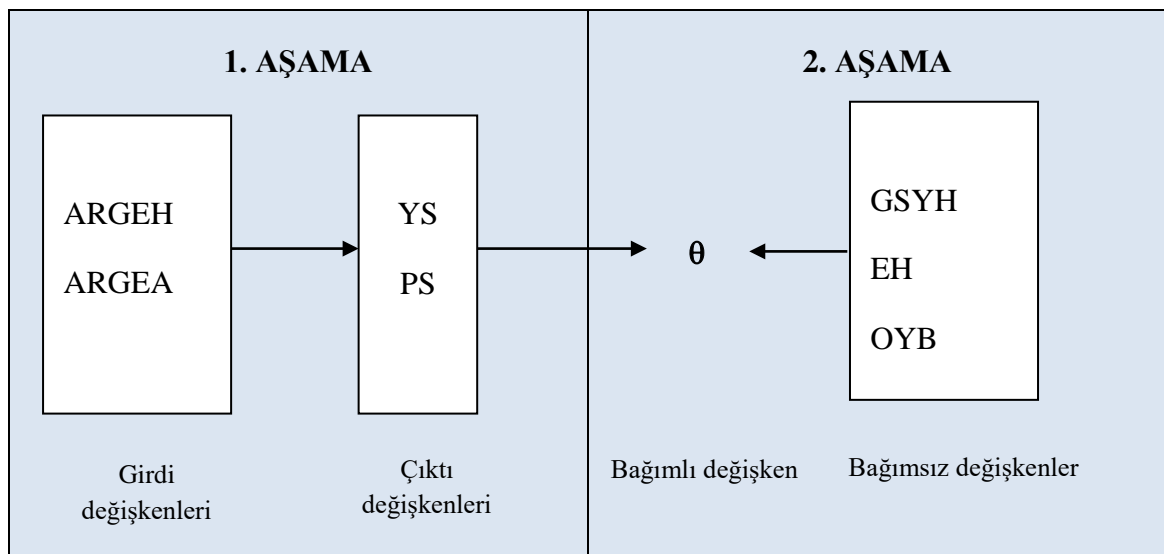 1. AŞAMA
ARGEH
ARGEA
YS
PS
Girdi
değişkenleri
Çıktı
değişkenleri
2. AŞAMA
θ
GSYH
EH
OYB
Bağımlı değişken
Bağımsız değişkenler